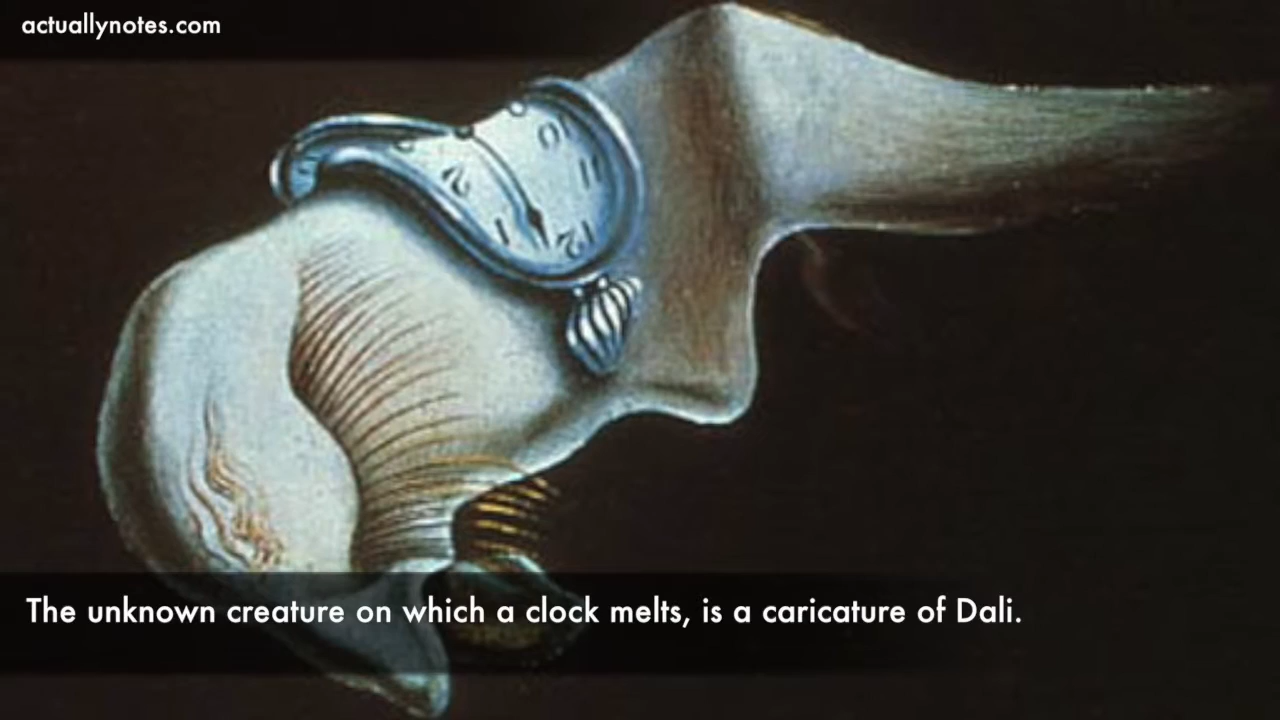 actuallynotes.com
The unknown creature on which a clock melts, is a caricature of Dali.